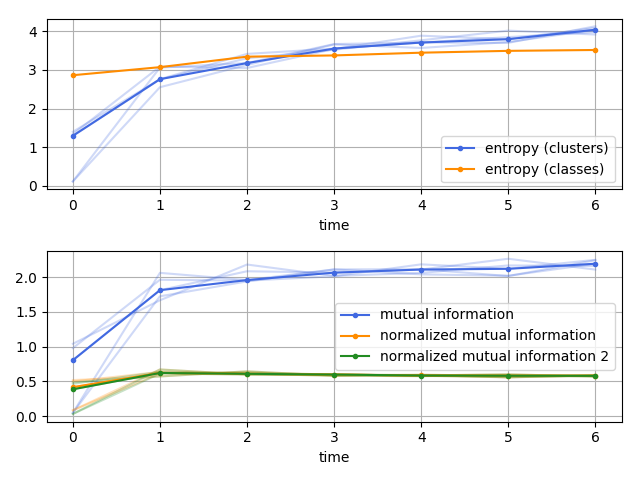 4
3
2
1
0
entropy (clusters)
entropy (classes)
0 1 2 3 4 5 6
time
2.0
1.5
1.0
0.5
0.0
mutual information
normalized mutual information
normalized mutual information 2
0 1 2 3 4 5 6
time